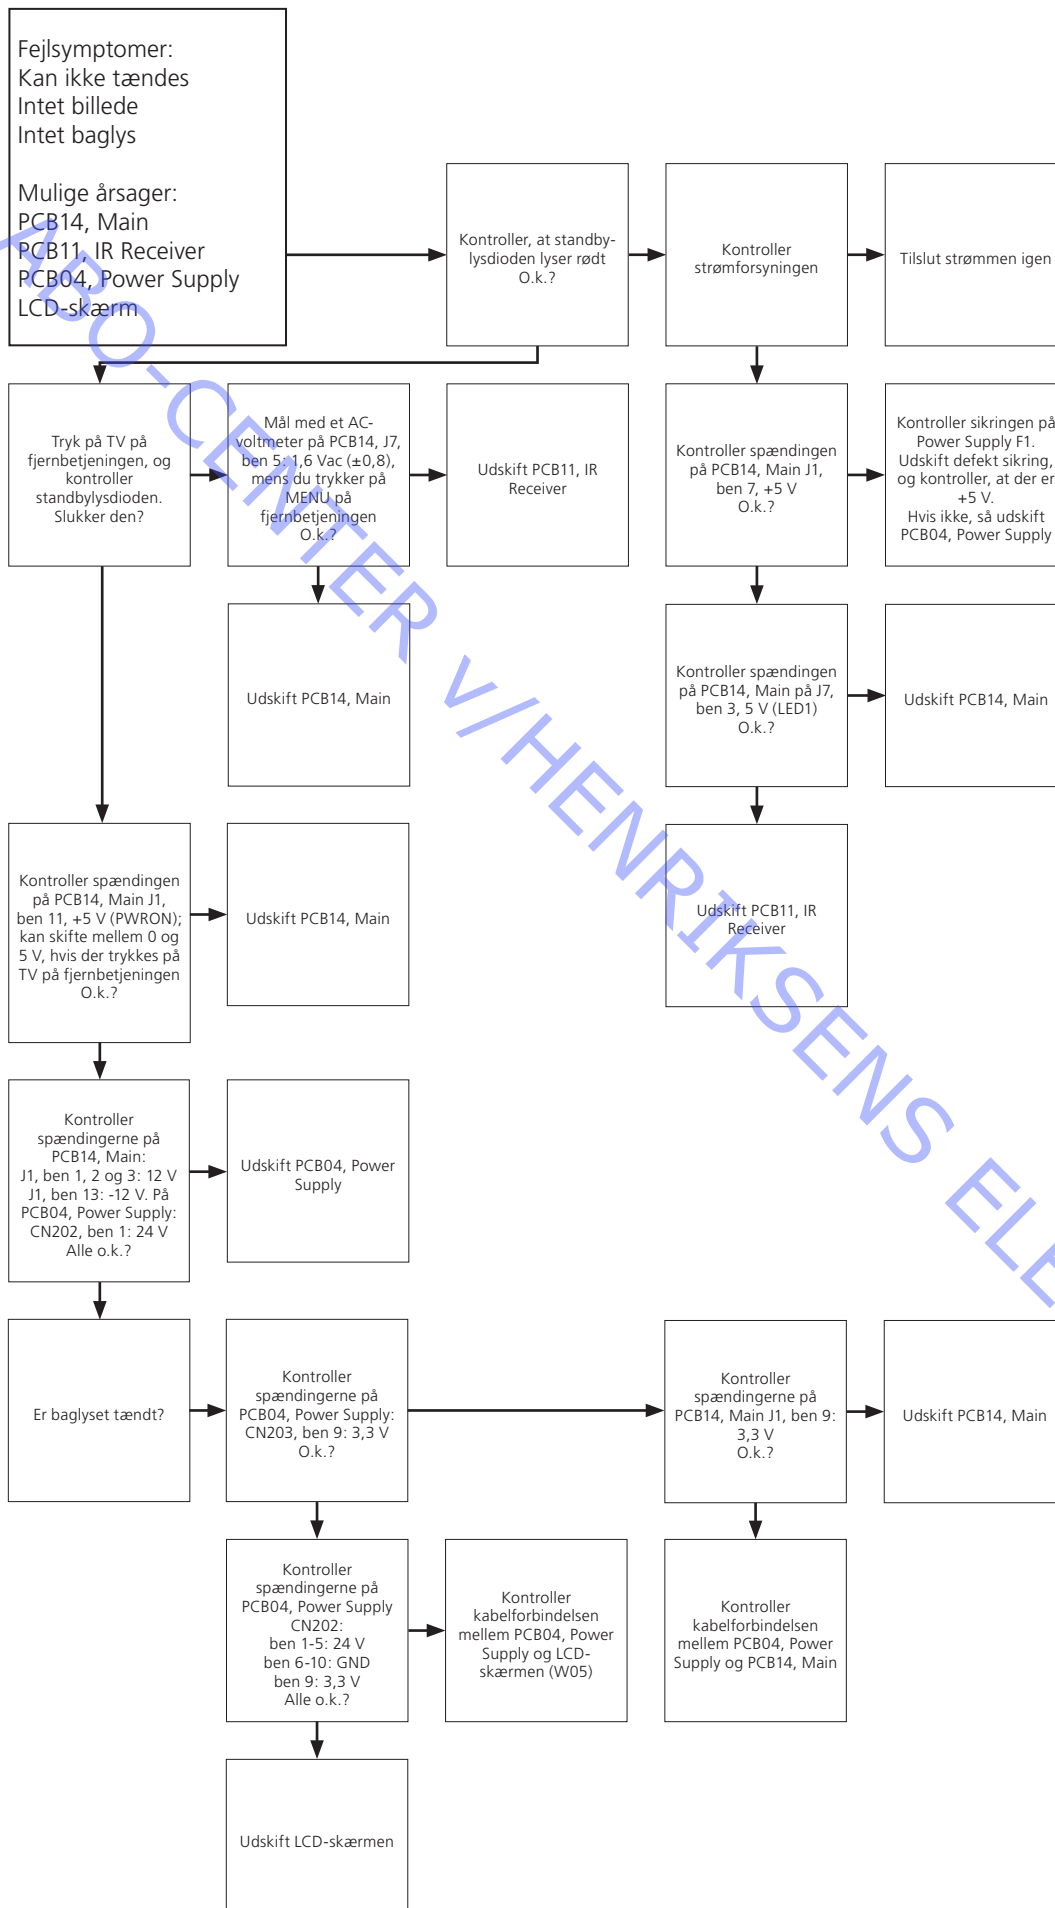 Fejlsymptomer:
Kan ikke tændes
Intet billede
Intet baglys
Mulige årsager:
PCB14, Main
PCB11, IR Receiver
PCB04, Power Supply
LCD-skærm
Kontroller, at standby-
lysdioden lyser rødt
O.k.?
Kontroller
strømforsyningen
Tilslut strømmen igen
Tryk på TV på
fjernbetjeningen, og
kontroller
standbylysdioden.
Slukker den?
Mål med et AC-
voltmeter på PCB14, J7,
ben 5: 1,6 Vac (±0,8),
mens du trykker på
MENU på
fjernbetjeningen
O.k.?
Udskift PCB11, IR
Receiver
Kontroller spændingen
på PCB14, Main J1,
ben 7, +5 V
O.k.?
Kontroller sikringen på
Power Supply F1.
Udskift defekt sikring,
og kontroller, at der er
+5 V.
Hvis ikke, så udskift
PCB04, Power Supply
Udskift PCB14, Main
Kontroller spændingen
på PCB14, Main på J7,
ben 3, 5 V (LED1)
O.k.?
Udskift PCB14, Main
Kontroller spændingen
på PCB14, Main J1,
ben 11, +5 V (PWRON);
kan skifte mellem 0 og
5 V, hvis der trykkes på
TV på fjernbetjeningen
O.k.?
Udskift PCB14, Main
Udskift PCB11, IR
Receiver
Kontroller
spændingerne på
PCB14, Main:
J1, ben 1, 2 og 3: 12 V
J1, ben 13: -12 V. På
PCB04, Power Supply:
CN202, ben 1: 24 V
Alle o.k.?
Udskift PCB04, Power
Supply
Er baglyset tændt?
Kontroller
spændingerne på
PCB04, Power Supply:
CN203, ben 9: 3,3 V
O.k.?
Kontroller
spændingerne på
PCB14, Main J1, ben 9:
3,3 V
O.k.?
Udskift PCB14, Main
Kontroller
spændingerne på
PCB04, Power Supply
CN202:
ben 1-5: 24 V
ben 6-10: GND
ben 9: 3,3 V
Alle o.k.?
Kontroller
kabelforbindelsen
mellem PCB04, Power
Supply og LCD-
skærmen (W05)
Kontroller
kabelforbindelsen
mellem PCB04, Power
Supply og PCB14, Main
Udskift LCD-skærmen
ABO-CENTER v/HENRIKSENS